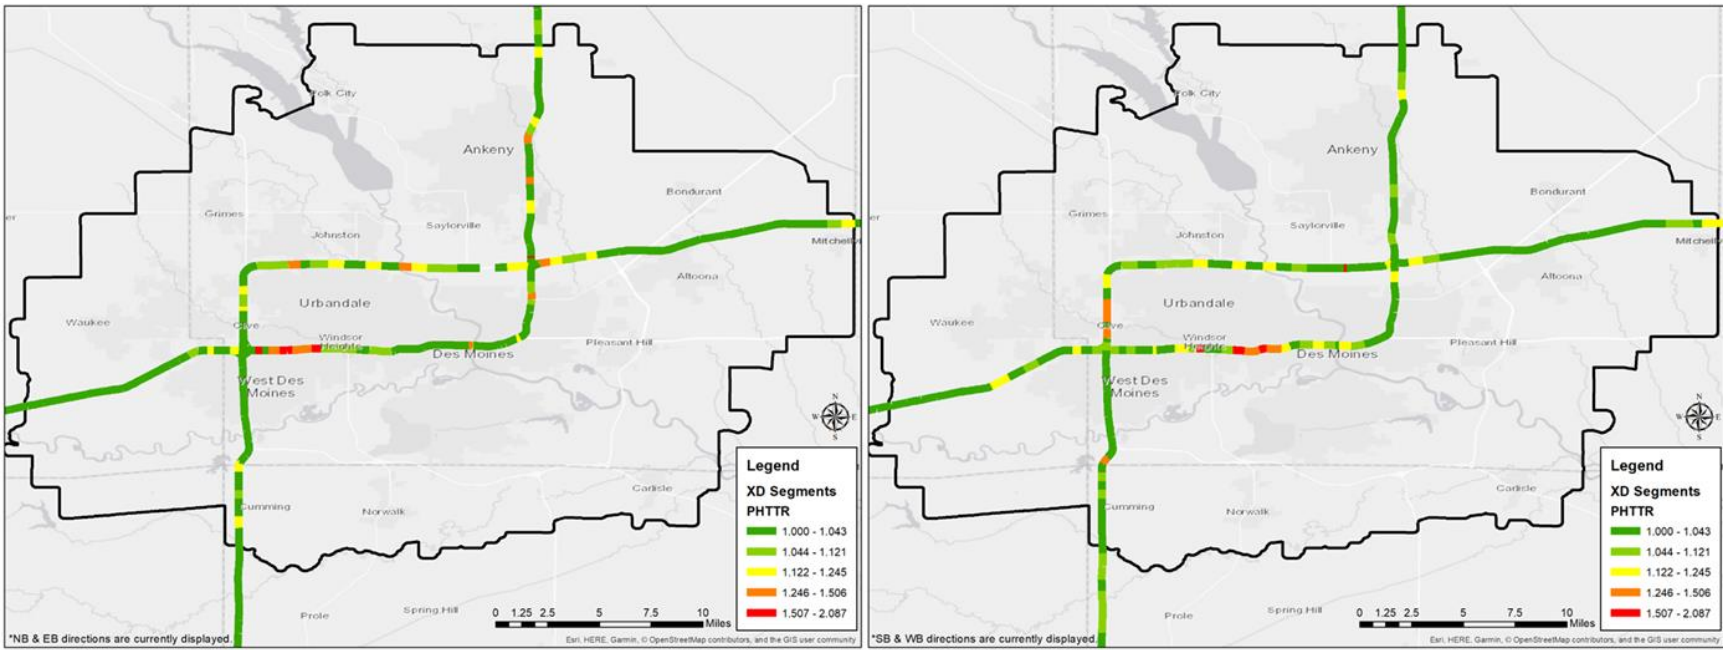 Polk City
Ankeny
Bondurant
Grimes
er
Saylorville
Johnston
Mitchellvi
Altoona
Urbandale
Waukee
Clive
Windsor
Heights
Pleasant Hill
Des Moines
West Des
Moines
N
W E
S
Legend
XD Segments
PHTTR
1.000 - 1.043
1.044 - 1.121
1.122 - 1.245
1.246 - 1.506
1.507 - 2.087
Carlisle
Cumming
Norwalk
Prole
Spring Hill
0 1.25 2.5 5 7.5 10
Miles
*NB & EB directions are currently displayed.
Esri, HERE, Garmin, © OpenStreetMap contributors, and the GIS user community
Polk City
Ankeny
Bondurant
Grimes
er
Saylorville
Johnston
Mitchellvi
Altoona
Urbandale
Waukee
Clive
Windsor
Heights
Pleasant Hill
Des Moines
West Des
Moines
N
W E
S
Legend
XD Segments
PHTTR
1.000 - 1.043
1.044 - 1.121
1.122 - 1.245
1.246 - 1.506
1.507 - 2.087
Carlisle
Cumming
Norwalk
Prole
Spring Hill
0 1.25 2.5 5 7.5 10
Miles
*SB & WB directions are currently displayed.
Esri, HERE, Garmin, © OpenStreetMap contributors, and the GIS user community